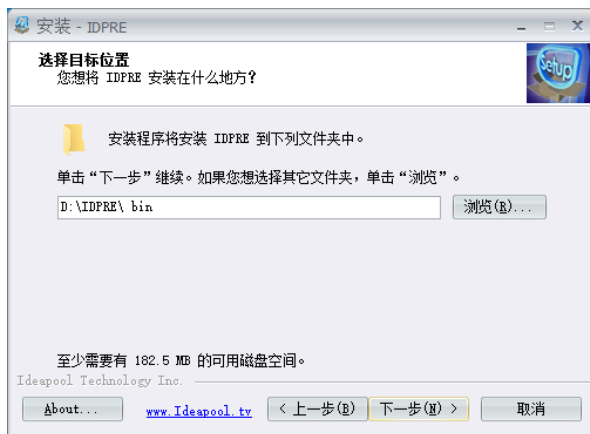 安装 - IDPRE
选择目标位置
您想将 IDPRE 安装在什么地方？
Setup
安装程序将安装 IDPRE 到下列文件夹中。
单击“下一步”继续。如果您想选择其它文件夹，单击“浏览”。
D:\IDPRE\ bin
浏览(R)...
至少需要有 182.5 MB 的可用磁盘空间。
Ideapool Technology Inc.
About...
www.Ideapool.tv
< 上一步(B)
下一步(N) >
取消